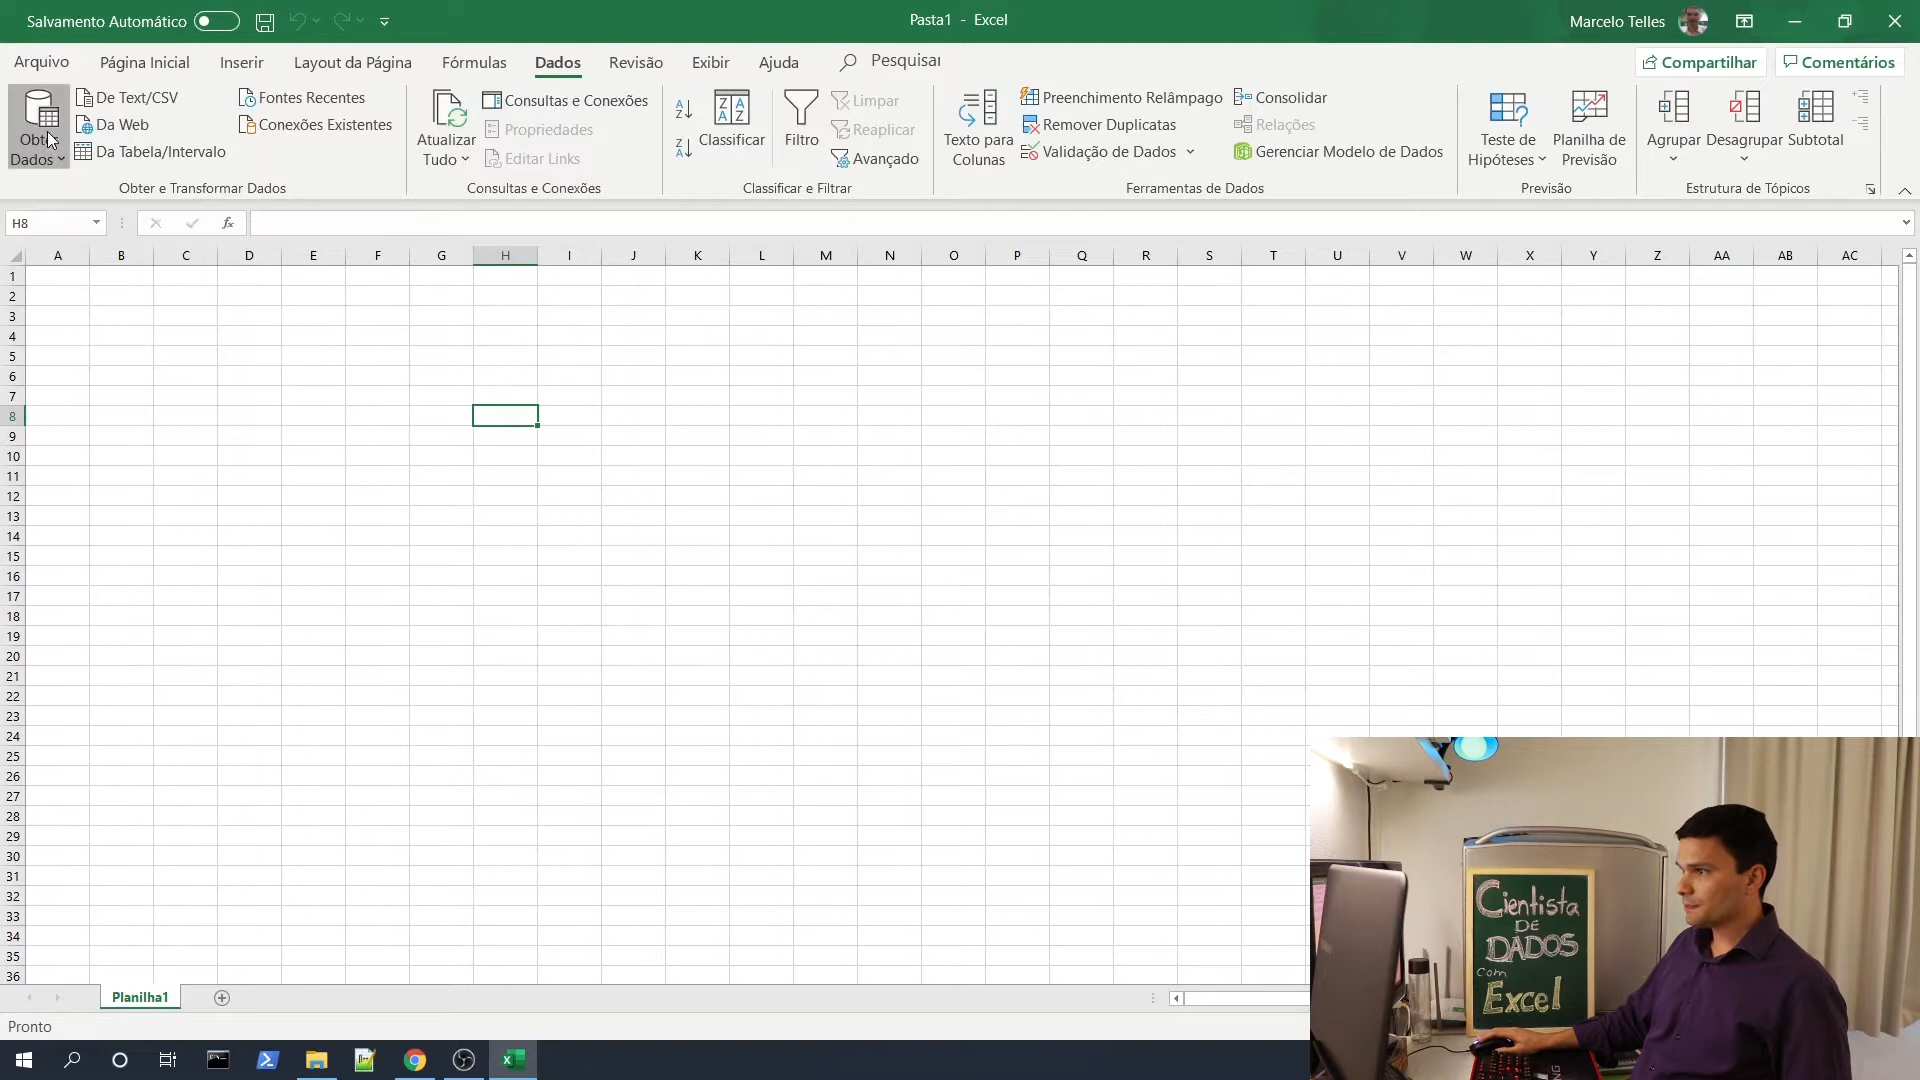 Salvamento Automático
Pasta1 - Excel
Marcelo Telles
Arquivo
Página Inicial
Inserir
Layout da Página
Fórmulas
Dados
Revisão
Exibir
Ajuda
Pesquisar
Compartilhar
Comentários
Obter
Dados
De Text/CSV
Da Web
Da Tabela/Intervalo
Fontes Recentes
Conexões Existentes
Obter e Transformar Dados
Atualizar
Tudo
Consultas e Conexões
Propriedades
Editar Links
Consultas e Conexões
Classificar
Filtro
Limpar
Reaplicar
Avançado
Classificar e Filtrar
Texto para
Colunas
Preenchimento Relâmpago
Remover Duplicatas
Validação de Dados
Consolidar
Relações
Gerenciar Modelo de Dados
Ferramentas de Dados
Teste de
Hipóteses
Planilha de
Previsão
Previsão
Agrupar
Desagrupar
Subtotal
Estrutura de Tópicos
H8
fx
A B C D E F G H I J K L M N O P Q R S T U V W X Y Z AA AB AC
1
2
3
4
5
6
7
8
9
10
11
12
13
14
15
16
17
18
19
20
21
22
23
24
25
26
27
28
29
30
31
32
33
34
35
36
Planilha1
Pronto
Cientista
DE
DADOS
com
Excel